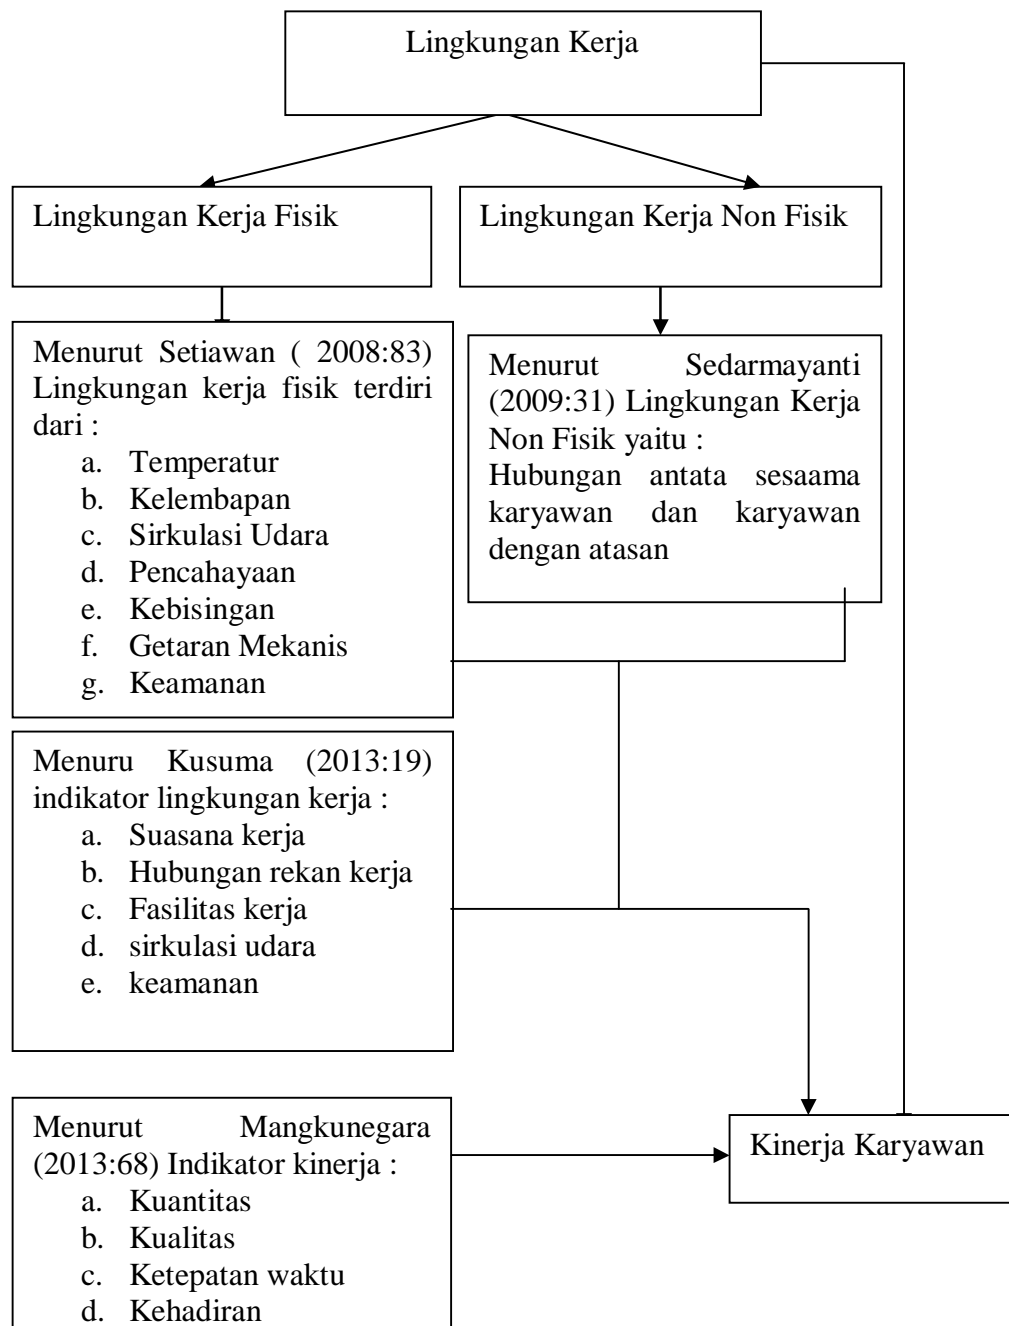 Lingkungan Kerja
Lingkungan Kerja Fisik
Lingkungan Kerja Non Fisik
Menurut Setiawan ( 2008:83)
Lingkungan kerja fisik terdiri
dari :
a. Temperatur
b. Kelembapan
c. Sirkulasi Udara
d. Pencahayaan
e. Kebisingan
f. Getaran Mekanis
g. Keamanan
Menurut Sedarmayanti
(2009:31) Lingkungan Kerja
Non Fisik yaitu :
Hubungan antata sesaama
karyawan dan karyawan
dengan atasan
Menuru Kusuma (2013:19)
indikator lingkungan kerja :
a. Suasana kerja
b. Hubungan rekan kerja
c. Fasilitas kerja
d. sirkulasi udara
e. keamanan
Menurut Mangkunegara
(2013:68) Indikator kinerja :
a. Kuantitas
b. Kualitas
c. Ketepatan waktu
d. Kehadiran
Kinerja Karyawan